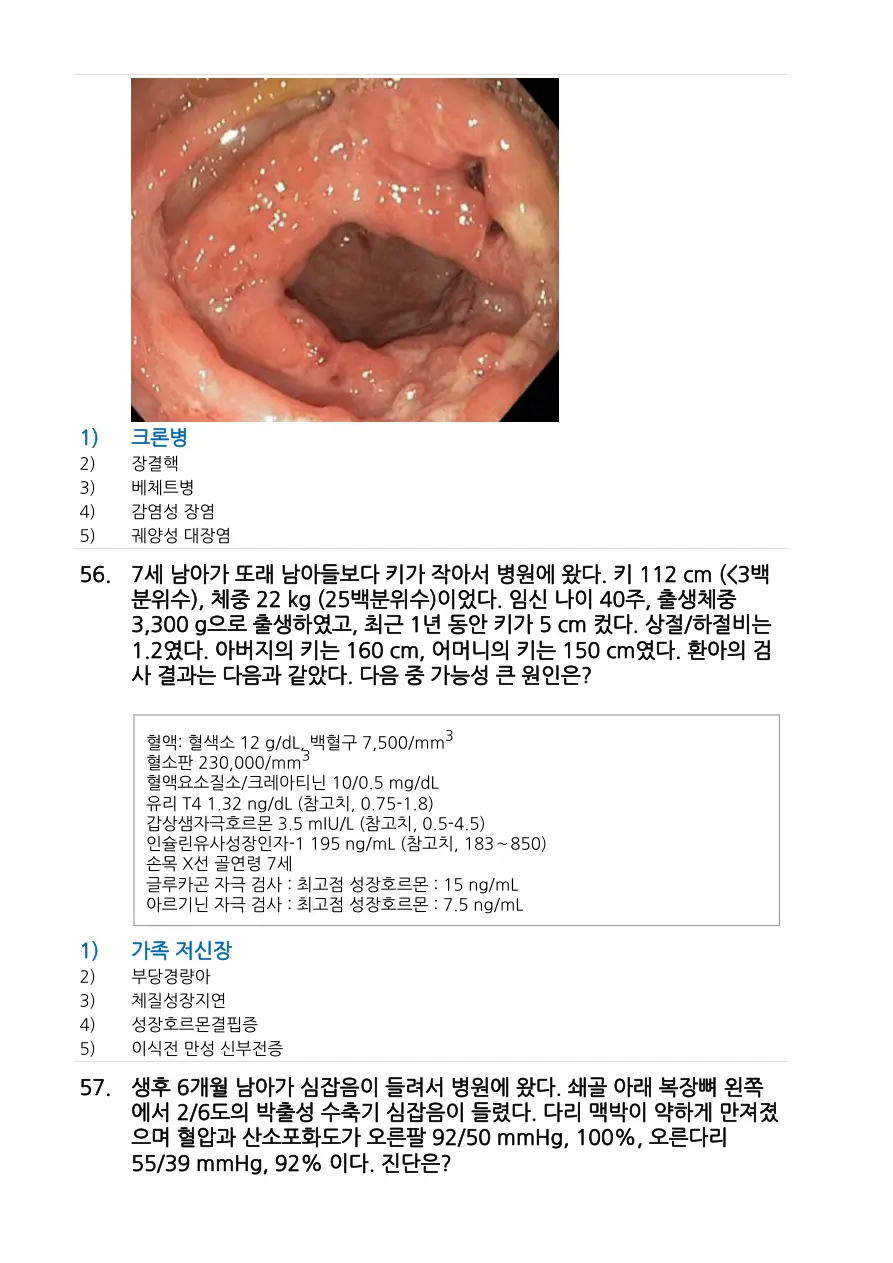 1) 크론병
2) 장결핵
3) 베체트병
4) 감염성 장염
5) 궤양성 대장염
56. 7세 남아가 또래 남아들보다 키가 작아서 병원에 왔다. 키 112 cm (<3백
분위수), 체중 22 kg (25백분위수)이었다. 임신 나이 40주, 출생체중
3,300 g으로 출생하였고, 최근 1년 동안 키가 5 cm 컸다. 상절/하절비는
1.2였다. 아버지의 키는 160 cm, 어머니의 키는 150 cm였다. 환아의 검
사 결과는 다음과 같았다. 다음 중 가능성 큰 원인은?
혈액: 혈색소 12 g/dL, 백혈구 7,500/mm3
혈소판 230,000/mm3
혈액요소질소/크레아티닌 10/0.5 mg/dL
유리 T4 1.32 ng/dL (참고치, 0.75-1.8)
갑상샘자극호르몬 3.5 mIU/L (참고치, 0.5-4.5)
인슐린유사성장인자-1 195 ng/mL (참고치, 183~850)
손목 X선 골연령 7세
글루카곤 자극 검사 : 최고점 성장호르몬 : 15 ng/mL
아르기닌 자극 검사 : 최고점 성장호르몬 : 7.5 ng/mL
1) 가족 저신장
2) 부당경량아
3) 체질성장지연
4) 성장호르몬결핍증
5) 이식전 만성 신부전증
57. 생후 6개월 남아가 심잡음이 들려서 병원에 왔다. 쇄골 아래 복장뼈 왼쪽
에서 2/6도의 박출성 수축기 심잡음이 들렸다. 다리 맥박이 약하게 만져졌
으며 혈압과 산소포화도가 오른팔 92/50 mmHg, 100%, 오른다리
55/39 mmHg, 92% 이다. 진단은?